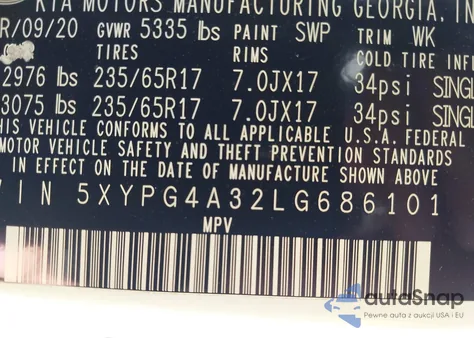 KIA MOTORS MANUFACTURING GEORGIA, IN
R/09/20 GVWR 5335 lbs PAINT SWP TRIM WK
TIRES RIMS COLD TIRE INFL
2976 lbs 235/65R17 7.0JX17 34psi SINGL
3075 lbs 235/65R17 7.0JX17 34psi SINGL
HIS VEHICLE CONFORMS TO ALL APPLICABLE U.S.A. FEDERAL
MOTOR VEHICLE SAFETY AND THEFT PREVENTION STANDARDS
IN EFFECT ON THE DATE OF MANUFACTURE SHOWN ABOVE.
VIN 5XYPG4A32LG686101
MPV
autoSnap
Pewne auta z aukcji USA i EU